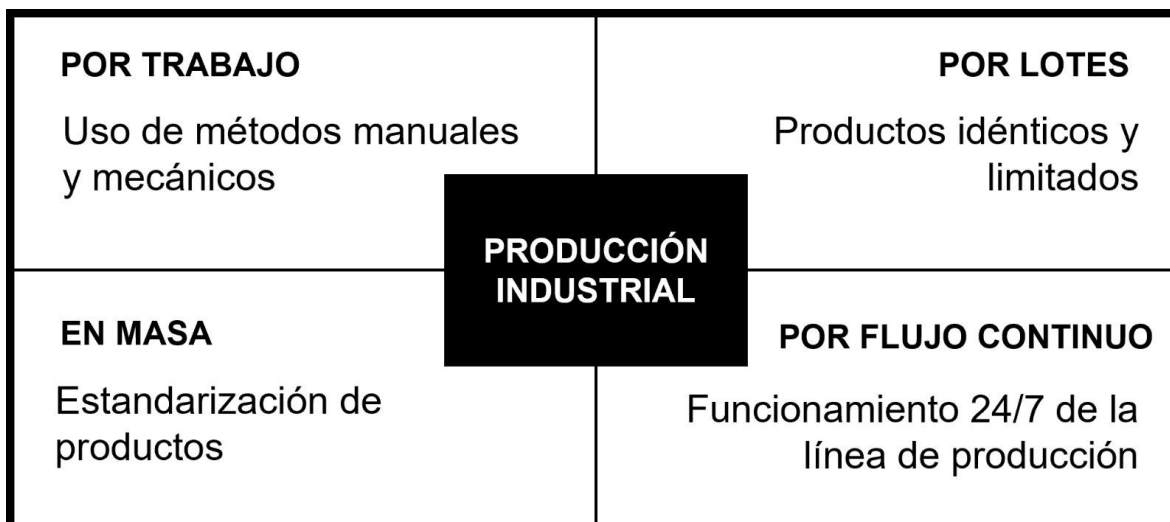 POR TRABAJO
Uso de métodos manuales
y mecánicos
POR LOTES
Productos idénticos y
limitados
PRODUCCIÓN
INDUSTRIAL
EN MASA
Estandarización de
productos
POR FLUJO CONTINUO
Funcionamiento 24/7 de la
línea de producción